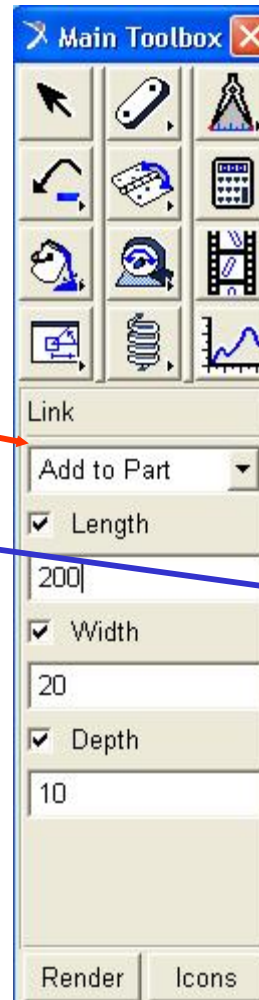 Main Toolbox
Link
Add to Part
Length
200
Width
20
Depth
10
Render Icons